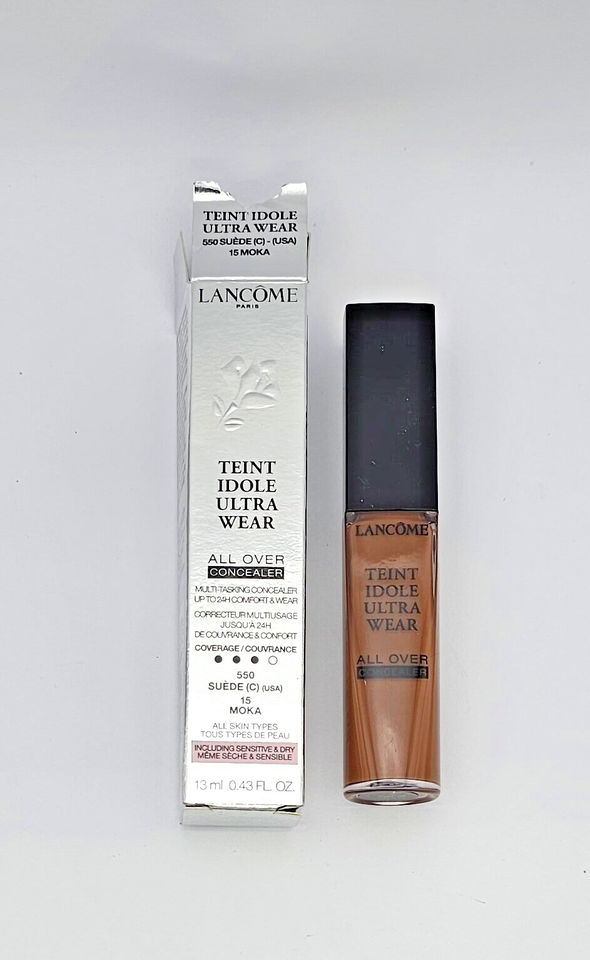 TEINT IDOLE
ULTRA WEAR
550 SUÈDE (C) - (USA)
15 MOKA
LANCÔME
PARIS
TEINT
IDOLE
ULTRA
WEAR
ALL OVER
CONCEALER
MULTI-TASKING CONCEALER
UP TO 24H COMFORT & WEAR
CORRECTEUR MULTIUSAGE
JUSQU'À 24H
DE COUVRANCE & CONFORT
COVERAGE / COUVRANCE
550
SUÈDE (C) (USA)
15
MOKA
ALL SKIN TYPES
TOUS TYPES DE PEAU
INCLUDING SENSITIVE & DRY
MÊME SÈCHE & SENSIBLE
13 ml 0.43 FL. OZ.
LANCÔME
TEINT
IDOLE
ULTRA
WEAR
ALL OVER
CONCEALER